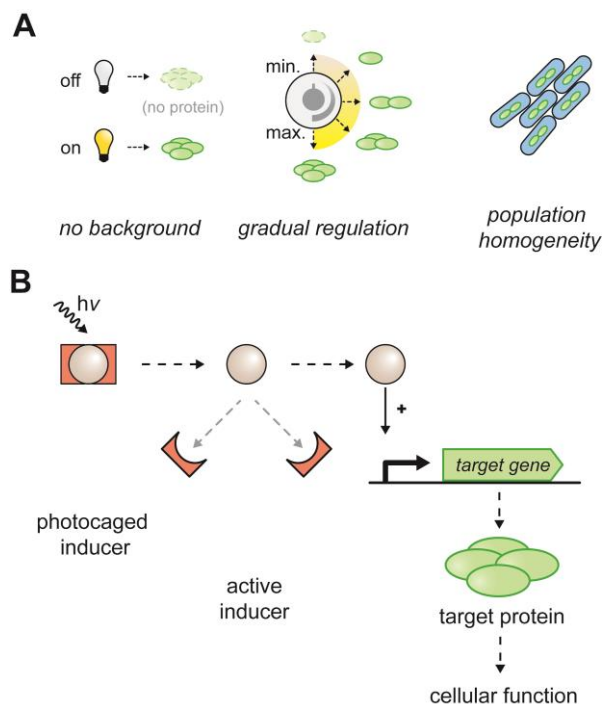 A
off
(no protein)
on
no background
min.
max.
gradual regulation
population
homogeneity
B
hν
photocaged
inducer
active
inducer
+
target gene
target protein
cellular function